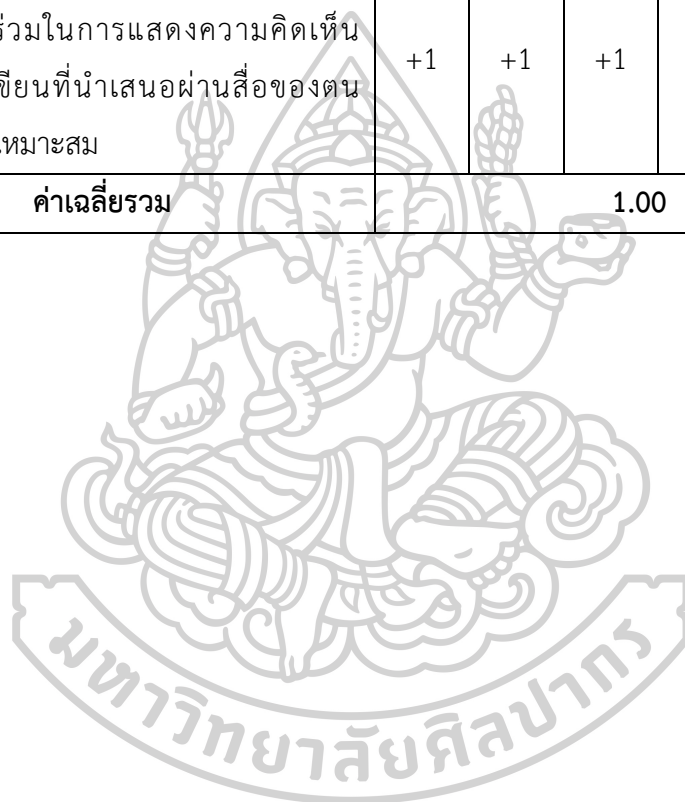 ร่วมในการแสดงความคิดเห็น +1 +1 +1
ขียนที่นำเสนอผ่านสื่อของตน
เหมาะสม
ค่าเฉลี่ยรวม 1.00
มหาวิทยาลัยศิลปากร